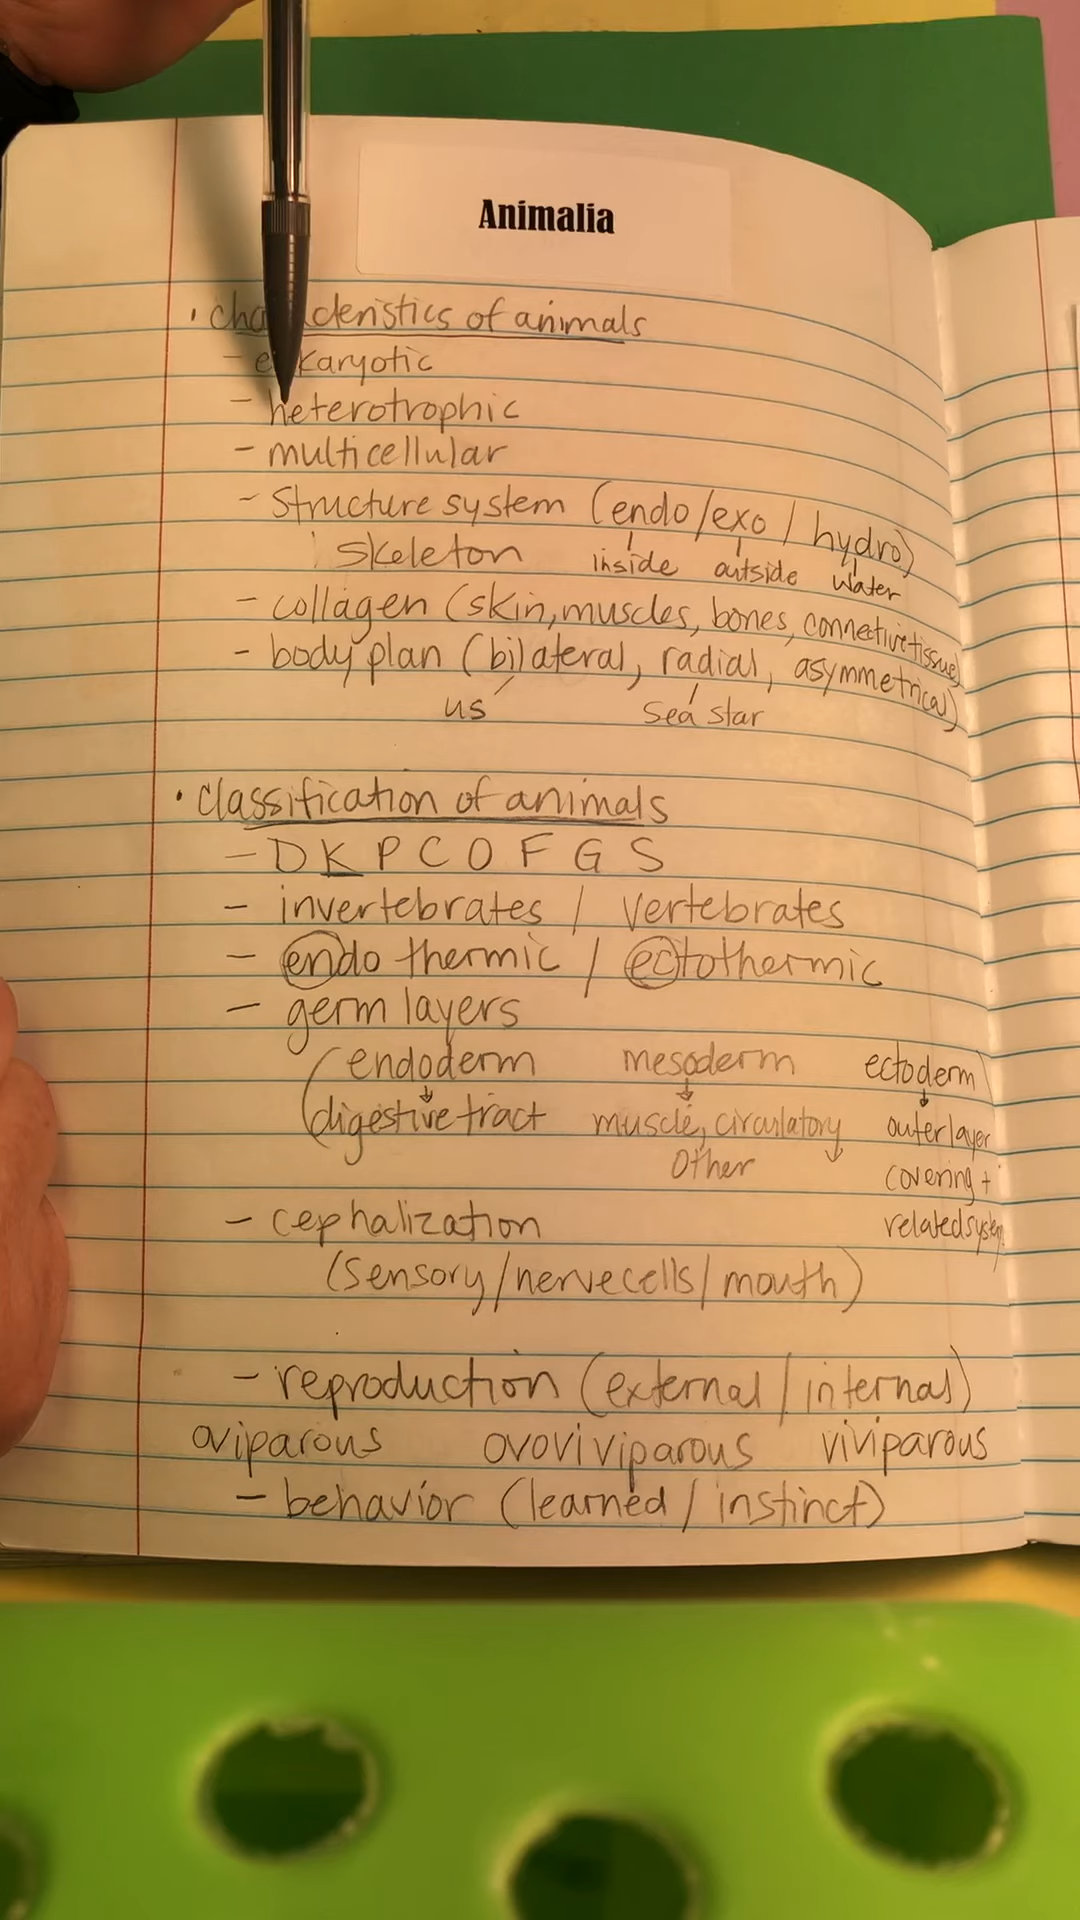 Animalia
• characteristics of animals
- eukaryotic
- heterotrophic
- multicellular
- structure system (endo/exo/hydro)
skeleton inside outside water
- collagen (skin, muscles, bones, connective tissue)
- body plan (bilateral, radial, asymmetrical)
us sea star
• classification of animals
- D K P C O F G S
- invertebrates / vertebrates
- endothermic / ectothermic
- germ layers
(endoderm mesoderm ectoderm)
digestive tract muscle, circulatory outer layer
other covering +
- cephalization related system
(sensory/nerve cells/mouth)
- reproduction (external / internal)
oviparous ovoviviparous viviparous
- behavior (learned / instinct)